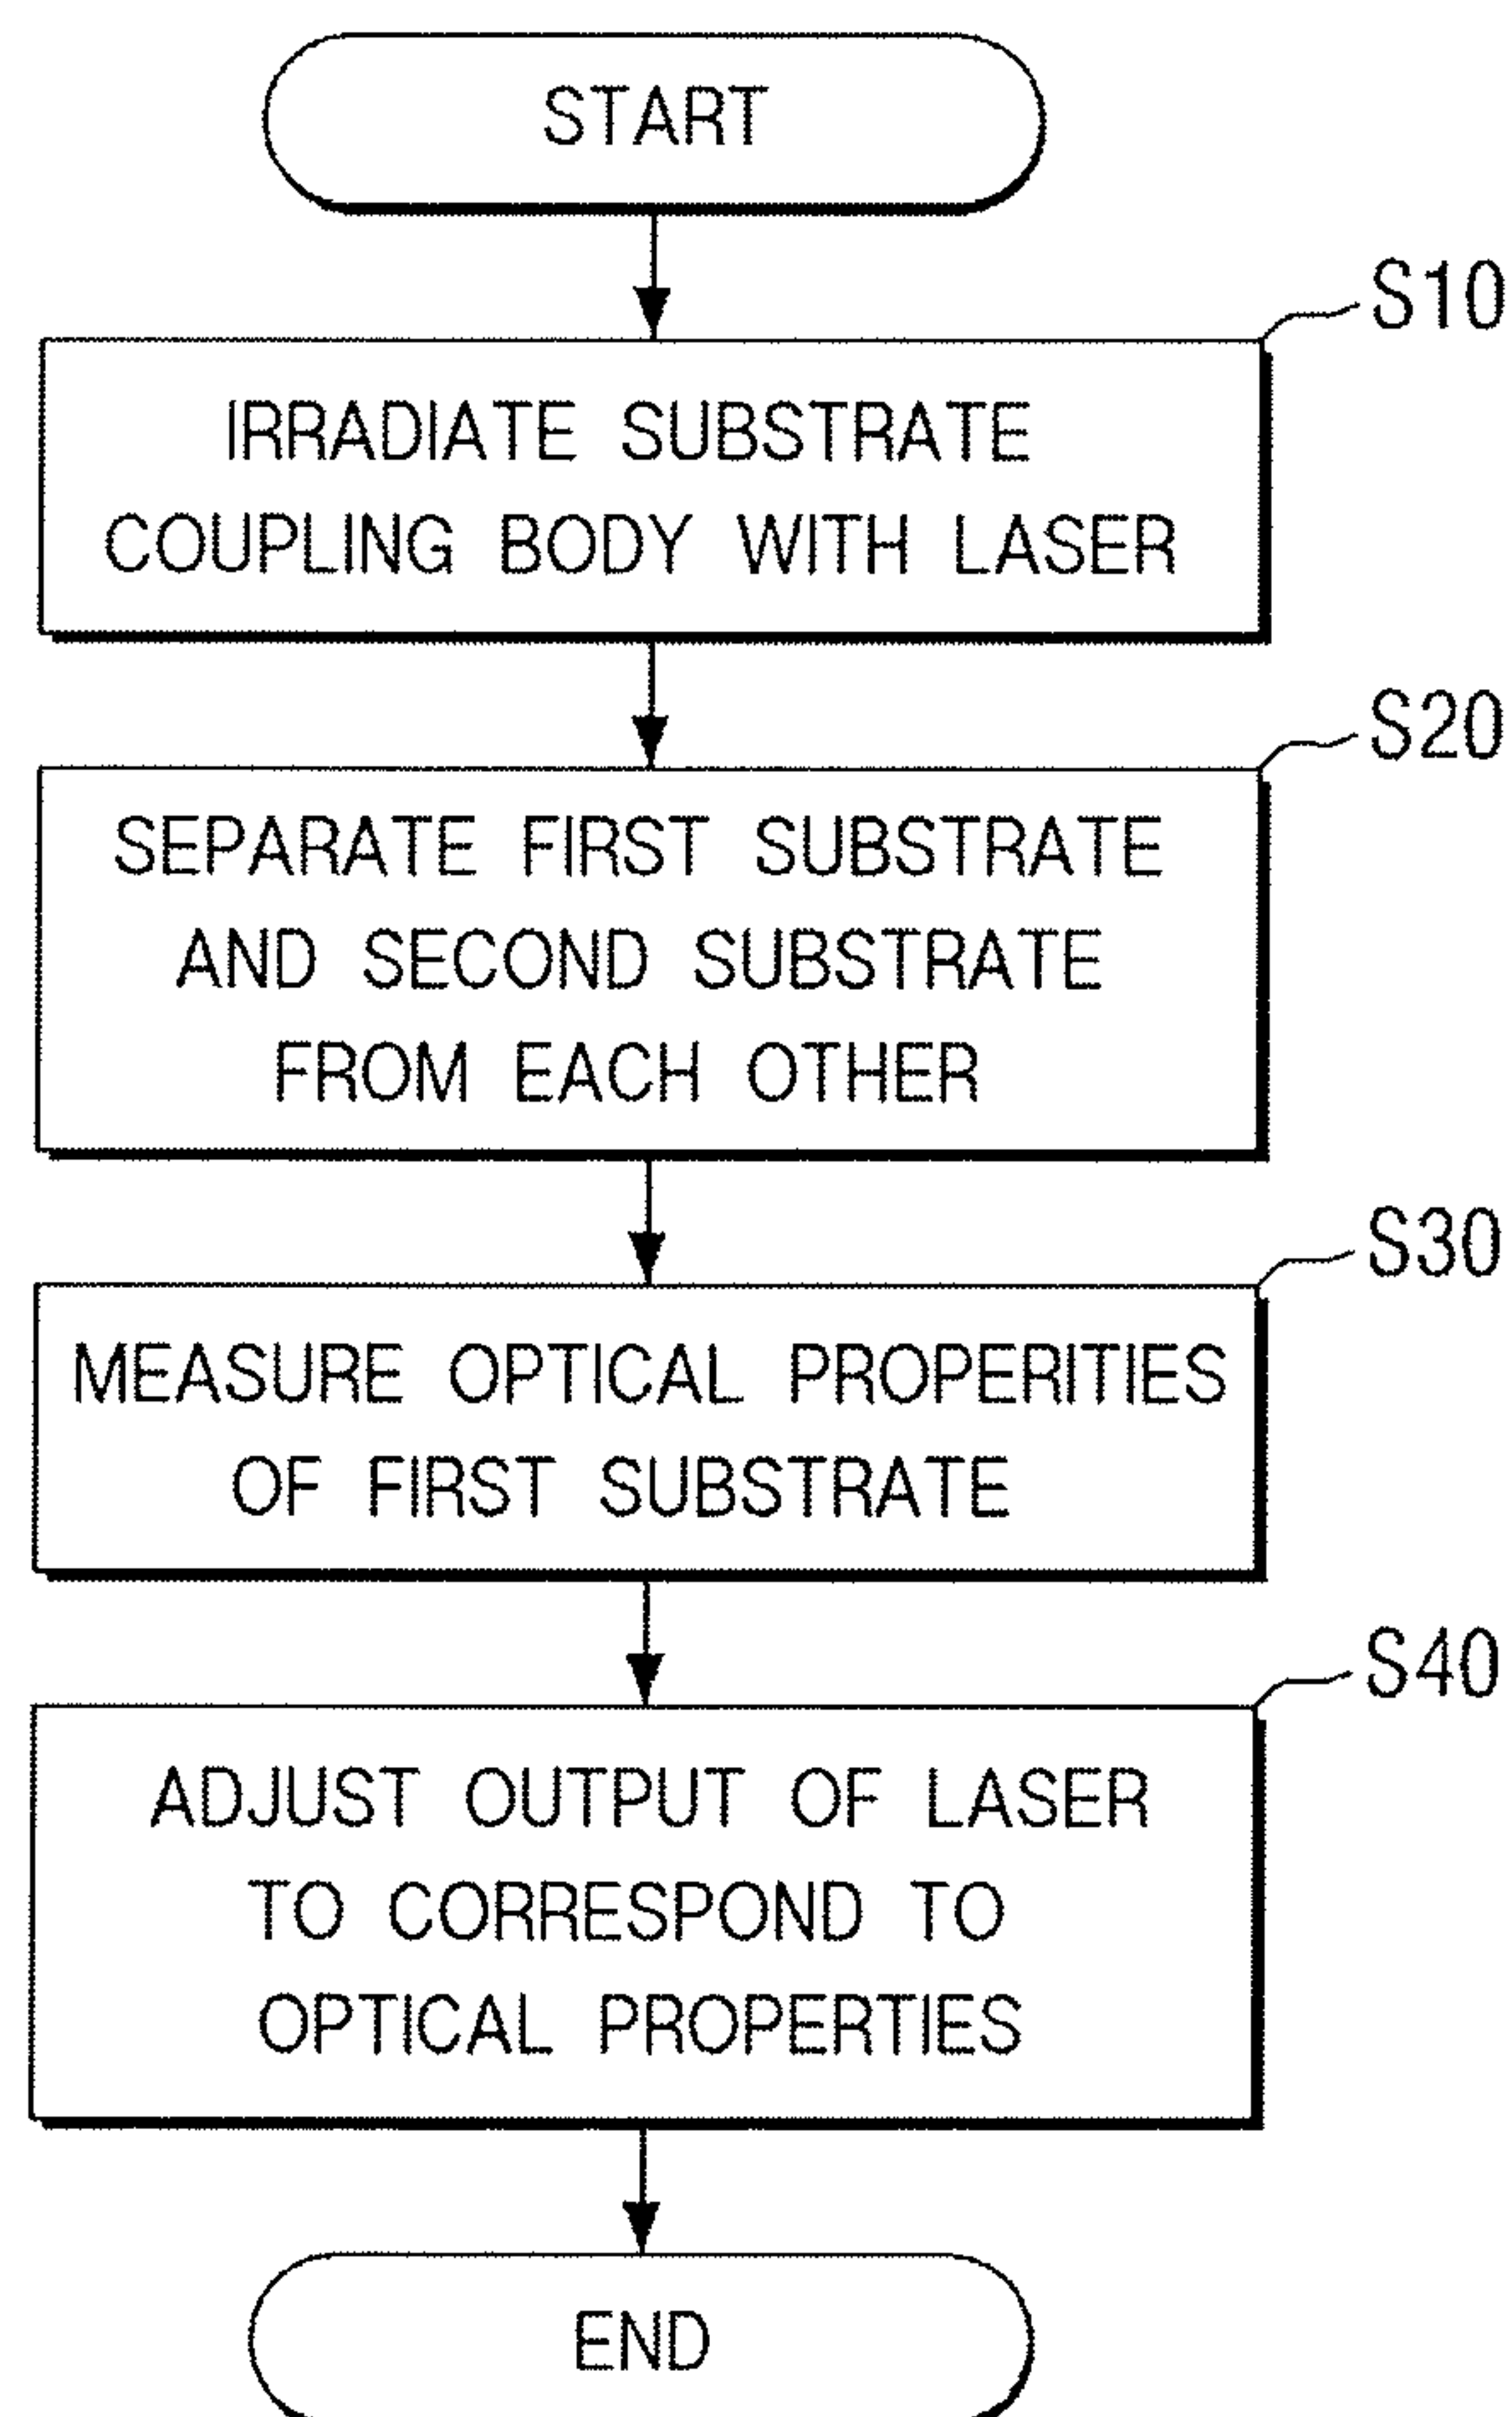 START
S10
IRRADIATE SUBSTRATE
COUPLING BODY WITH LASER
S20
SEPARATE FIRST SUBSTRATE
AND SECOND SUBSTRATE
FROM EACH OTHER
S30
MEASURE OPTICAL PROPERITIES
OF FIRST SUBSTRATE
S40
ADJUST OUTPUT OF LASER
TO CORRESPOND TO
OPTICAL PROPERTIES
END